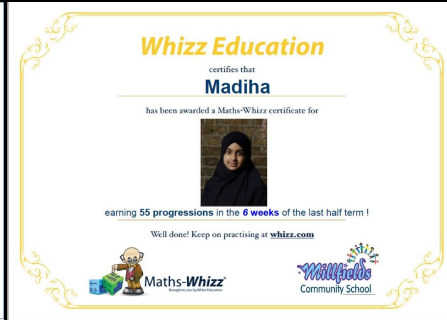 Whizz Education
certifies that
Madiha
has been awarded a Maths-Whizz certificate for
earning 55 progressions in the 6 weeks of the last half term !
Well done! Keep on practising at whizz.com
Maths-Whizz®
Brought to you by Whizz Education
Millfields
Community School